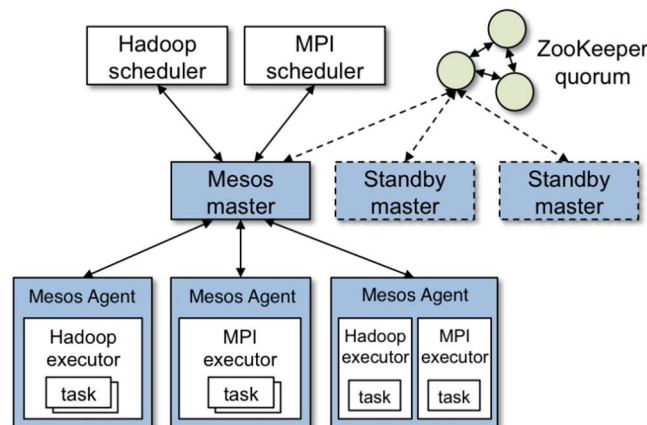 Hadoop
scheduler
MPI
scheduler
ZooKeeper
quorum
Mesos
master
Standby
master
Standby
master
Mesos Agent
Hadoop
executor
task
Mesos Agent
MPI
executor
task
Mesos Agent
Hadoop
executor
task
MPI
executor
task